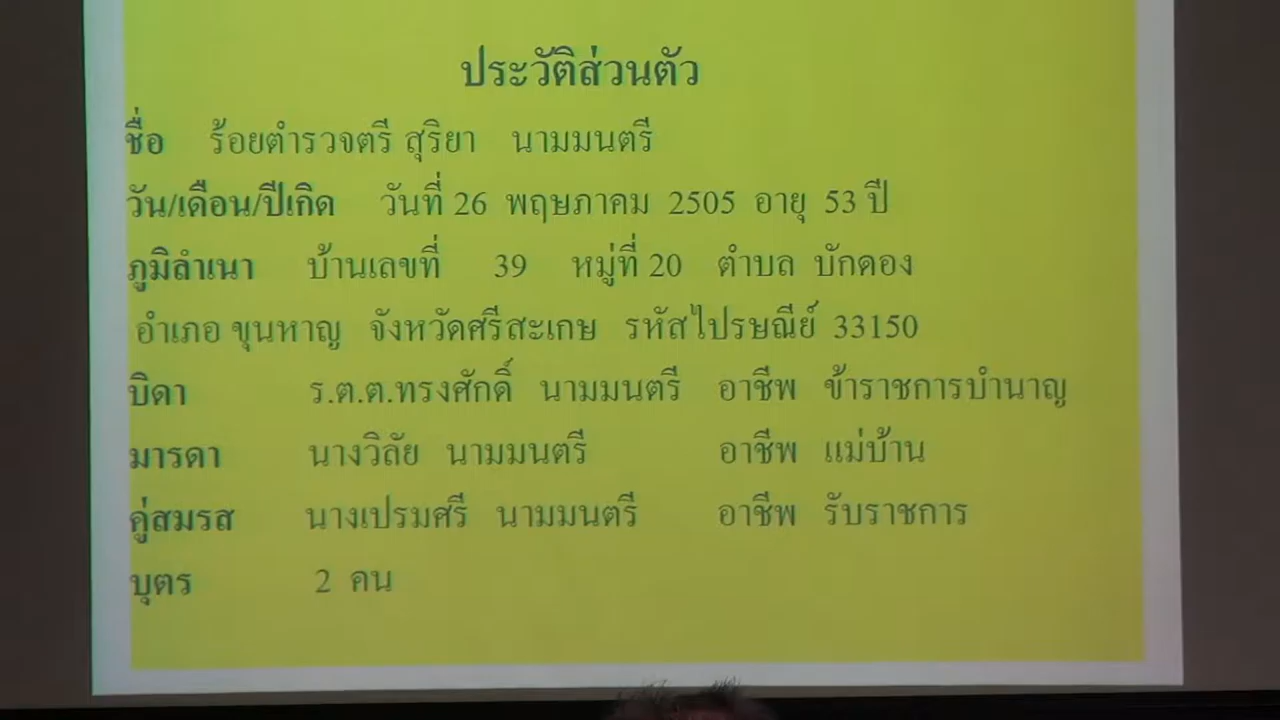 ประวัติส่วนตัว
ชื่อ ร้อยตำรวจตรี สุริยา นามมนตรี
วัน/เดือน/ปีเกิด วันที่ 26 พฤษภาคม 2505 อายุ 53 ปี
ภูมิลำเนา บ้านเลขที่ 39 หมู่ที่ 20 ตำบล บักดอง
อำเภอ ขุนหาญ จังหวัดศรีสะเกษ รหัสไปรษณีย์ 33150
บิดา ร.ต.ต.ทรงศักดิ์ นามมนตรี อาชีพ ข้าราชการบำนาญ
มารดา นางวิลัย นามมนตรี อาชีพ แม่บ้าน
คู่สมรส นางเปรมศรี นามมนตรี อาชีพ รับราชการ
บุตร 2 คน